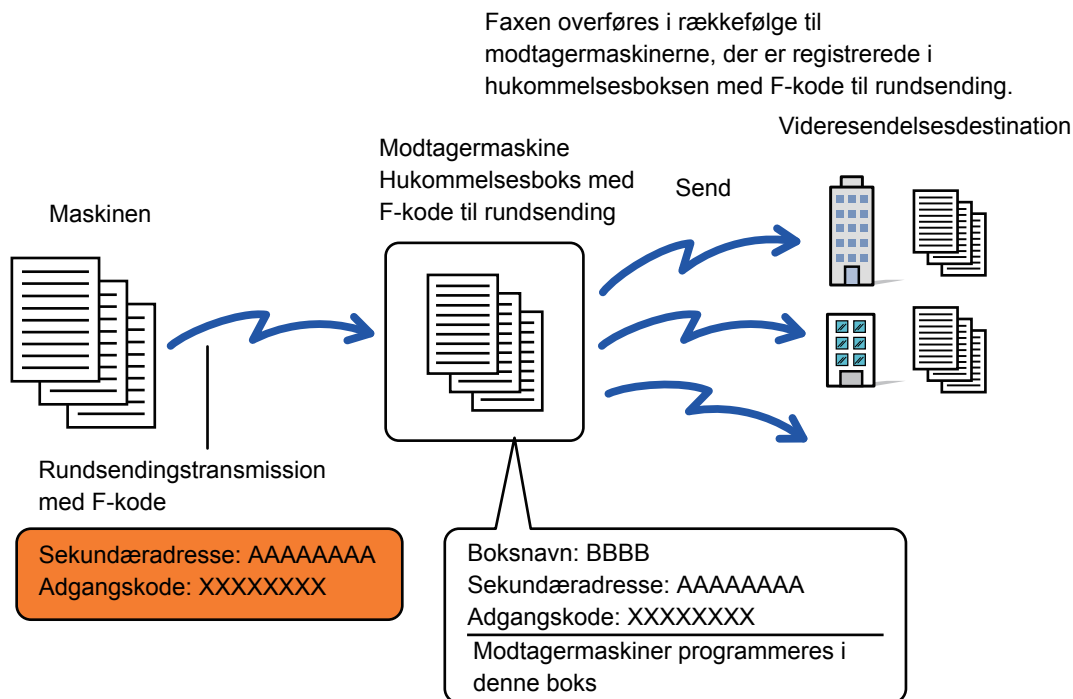 Faxen overføres i rækkefølge til
modtagermaskinerne, der er registrerede i
hukommelsesboksen med F-kode til rundsending.
Videresendelsesdestination
Modtagermaskine
Hukommelsesboks med
F-kode til rundsending
Send
Maskinen
Rundsendingstransmission
med F-kode
Sekundæradresse: AAAAAAAA
Adgangskode: XXXXXXXX
Boksnavn: BBBB
Sekundæradresse: AAAAAAAA
Adgangskode: XXXXXXXX
Modtagermaskiner programmeres i
denne boks